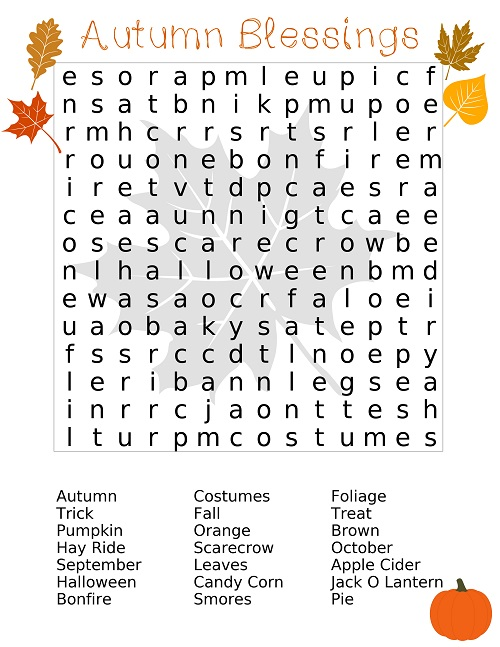 Autumn Blessings
e s o r a p m l e u p i c f
n s a t b n i k p m u p o e
r m h c r r s r t s r l e r
r o u o n e b o n f i r e m
i r e t v t d p c a e s r a
c e a a u n n i g t c a e e
o s e s c a r e c r o w b e
n l h a l l o w e e n b m d
e w a s a o c r f a l o e i
u a o b a k y s a t e p t r
f s s r c c d t l n o e p y
l e r i b a n n l e g s e a
i n r r c j a o n t t e s h
l t u r p m c o s t u m e s
Autumn Costumes Foliage
Trick Fall Treat
Pumpkin Orange Brown
Hay Ride Scarecrow October
September Leaves Apple Cider
Halloween Candy Corn Jack O Lantern
Bonfire Smores Pie